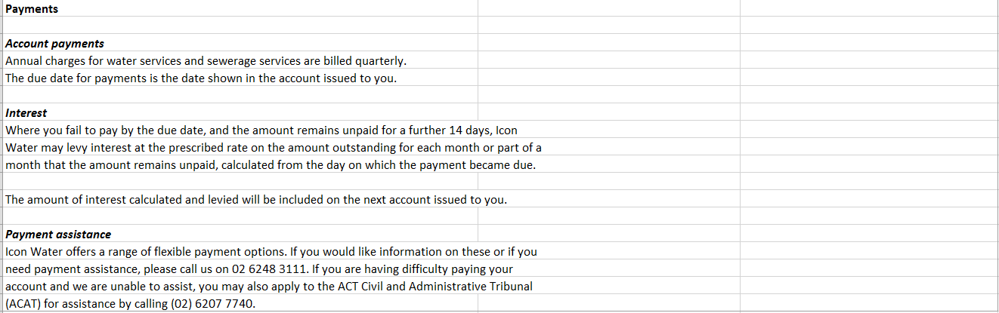 Payments
Account payments
Annual charges for water services and sewerage services are billed quarterly.
The due date for payments is the date shown in the account issued to you.
Interest
Where you fail to pay by the due date, and the amount remains unpaid for a further 14 days, Icon
Water may levy interest at the prescribed rate on the amount outstanding for each month or part of a
month that the amount remains unpaid, calculated from the day on which the payment became due.
The amount of interest calculated and levied will be included on the next account issued to you.
Payment assistance
Icon Water offers a range of flexible payment options. If you would like information on these or if you
need payment assistance, please call us on 02 6248 3111. If you are having difficulty paying your
account and we are unable to assist, you may also apply to the ACT Civil and Administrative Tribunal
(ACAT) for assistance by calling (02) 6207 7740.